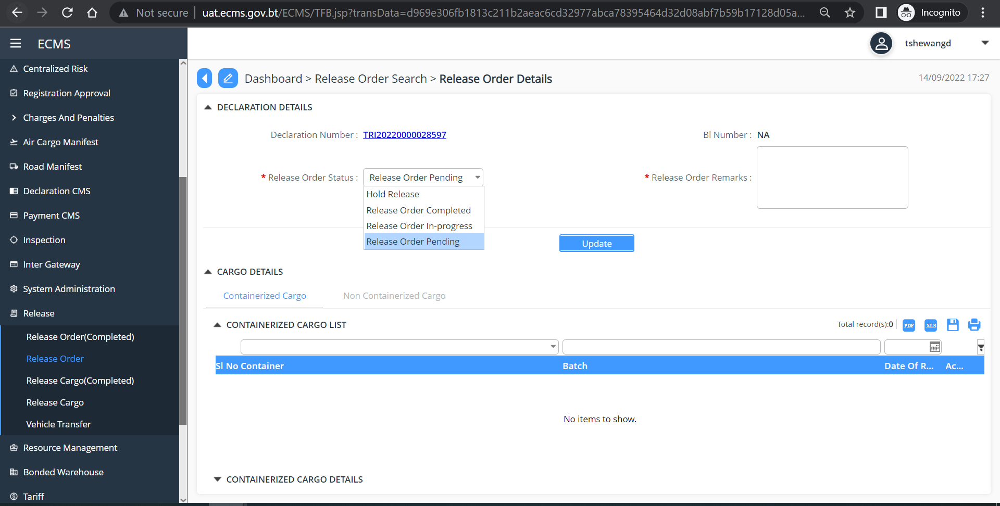 Not secure
uat.ecms.gov.bt/ECMS/TFB.jsp?transData=d969e306fb1813c211b2aeac6cd32977abca78395464d32d08abf7b59b17128d05a...
Incognito
ECMS
tshewangd
Centralized Risk
Registration Approval
Charges And Penalties
Air Cargo Manifest
Road Manifest
Declaration CMS
Payment CMS
Inspection
Inter Gateway
System Administration
Release
Release Order(Completed)
Release Order
Release Cargo(Completed)
Release Cargo
Vehicle Transfer
Resource Management
Bonded Warehouse
Tariff
Dashboard > Release Order Search > Release Order Details
14/09/2022 17:27
DECLARATION DETAILS
Declaration Number : TRI20220000028597
Bl Number : NA
* Release Order Status : Release Order Pending
* Release Order Remarks :
Hold Release
Release Order Completed
Release Order In-progress
Release Order Pending
Update
CARGO DETAILS
Containerized Cargo
Non Containerized Cargo
CONTAINERIZED CARGO LIST
Total record(s):0
PDF
XLS
Sl No Container Batch Date Of R... Ac...
No items to show.
CONTAINERIZED CARGO DETAILS